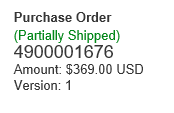 Purchase Order
(Partially Shipped)
4900001676
Amount: $369.00 USD
Version: 1